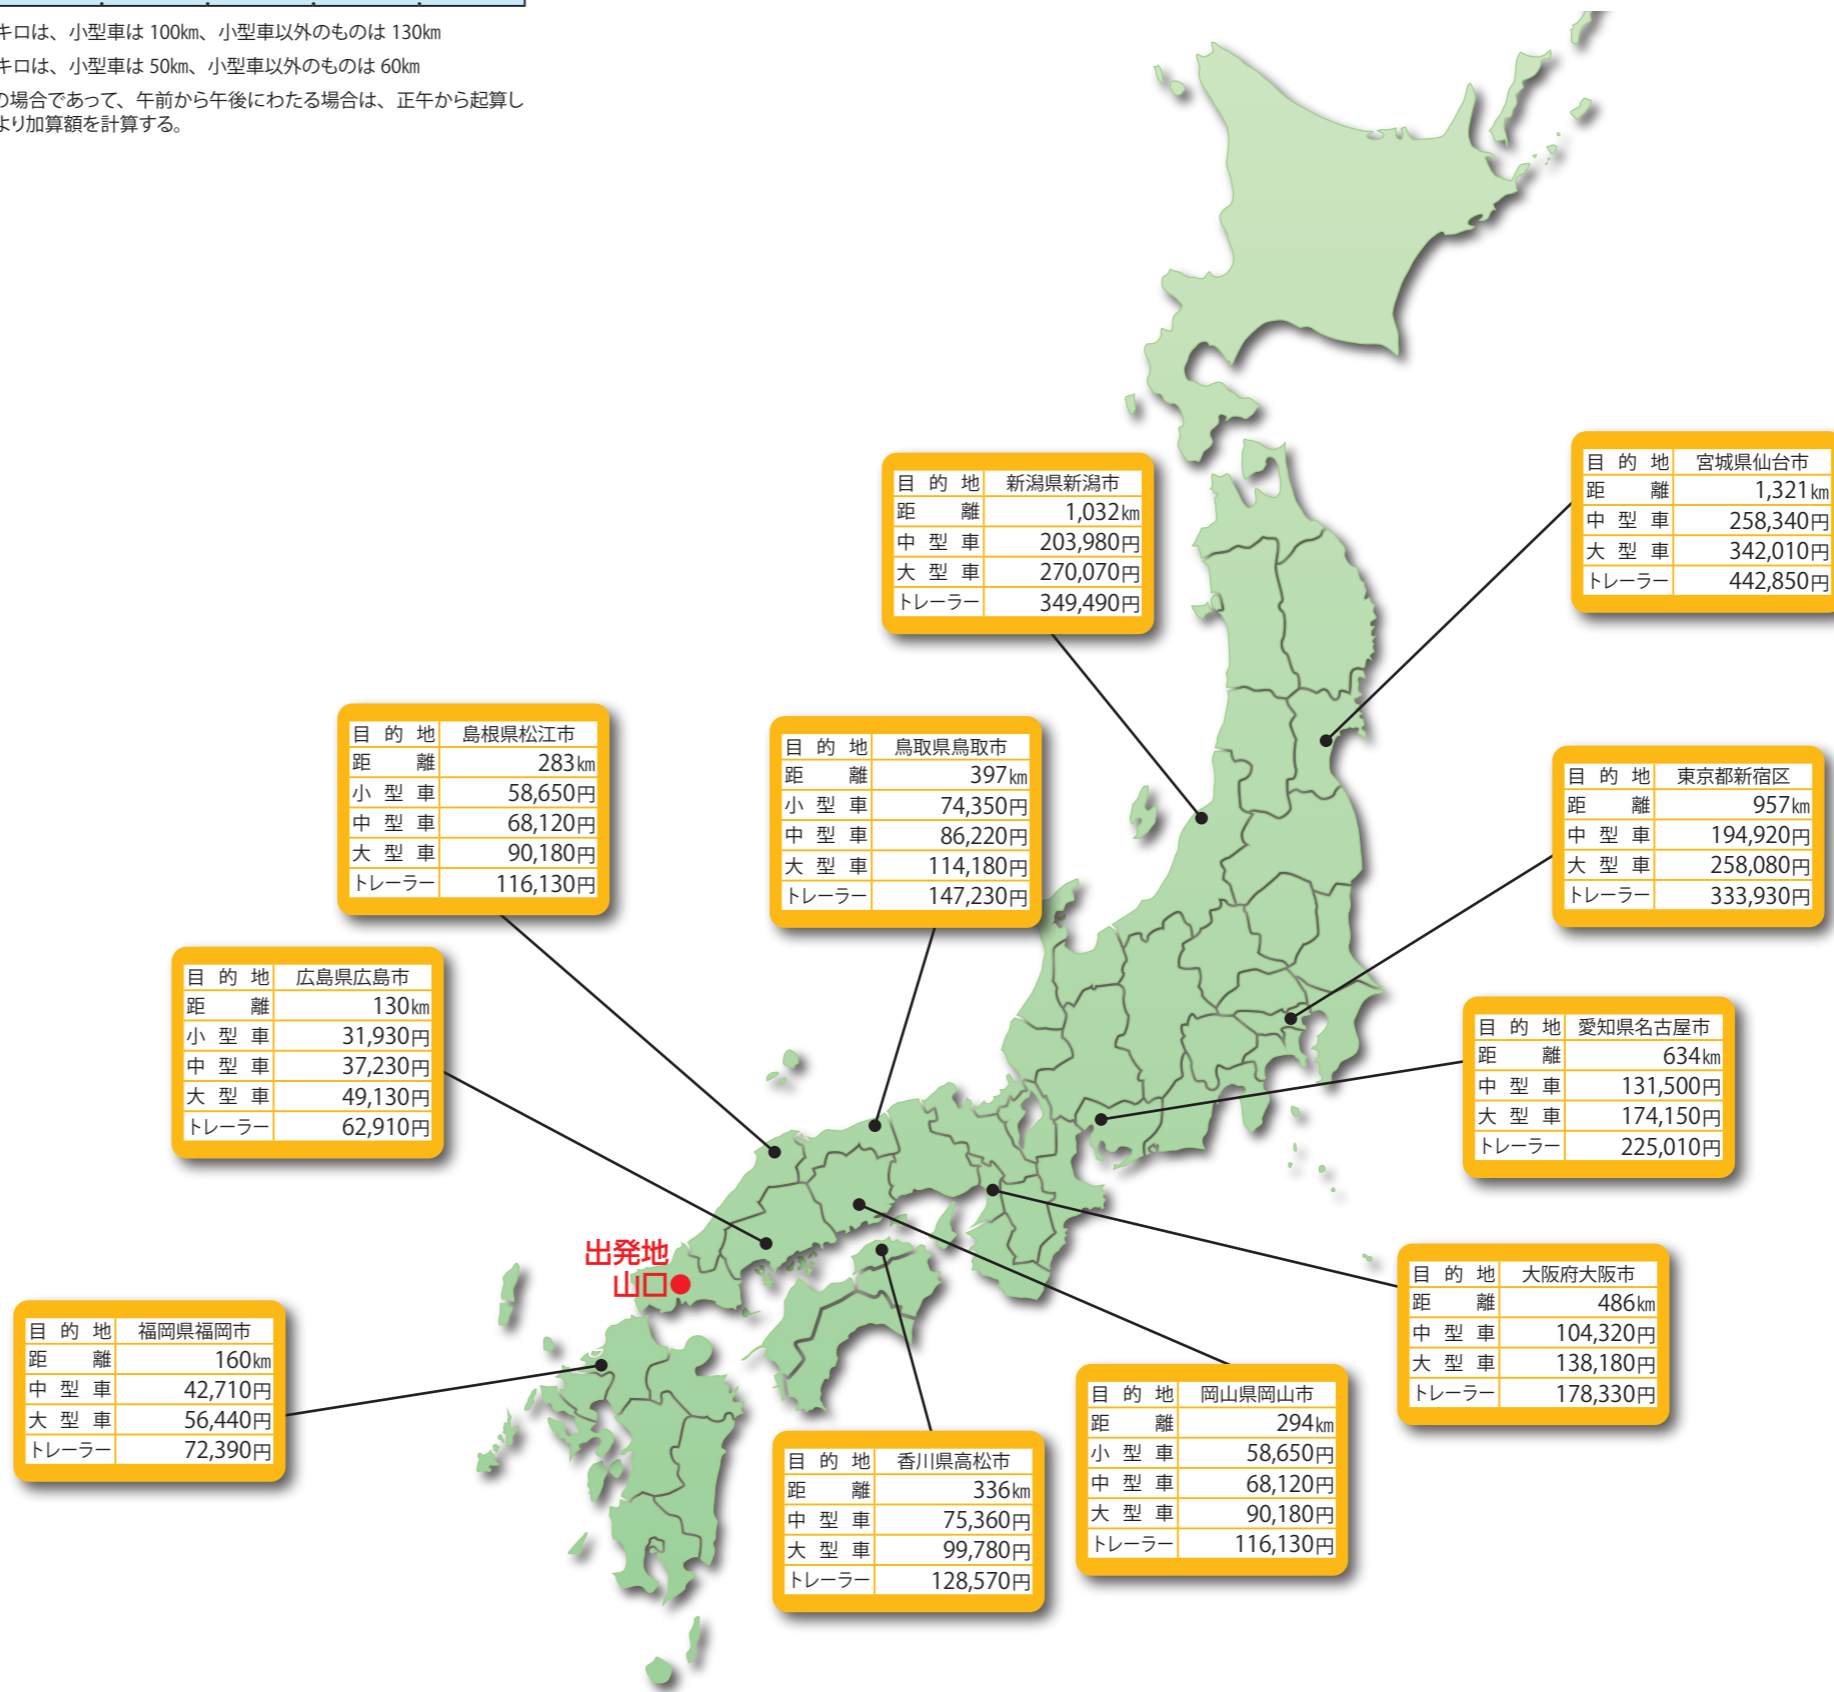 キロは、小型車は 100㎞、小型車以外のものは 130㎞
キロは、小型車は 50㎞、小型車以外のものは 60㎞
の場合であって、午前から午後にわたる場合は、正午から起算し
より加算額を計算する。
目的地 宮城県仙台市
距離 1,321㎞
中型車 258,340円
大型車 342,010円
トレーラー 442,850円
目的地 新潟県新潟市
距離 1,032㎞
中型車 203,980円
大型車 270,070円
トレーラー 349,490円
目的地 島根県松江市
距離 283㎞
小型車 58,650円
中型車 68,120円
大型車 90,180円
トレーラー 116,130円
目的地 鳥取県鳥取市
距離 397㎞
小型車 74,350円
中型車 86,220円
大型車 114,180円
トレーラー 147,230円
目的地 東京都新宿区
距離 957㎞
中型車 194,920円
大型車 258,080円
トレーラー 333,930円
目的地 広島県広島市
距離 130㎞
小型車 31,930円
中型車 37,230円
大型車 49,130円
トレーラー 62,910円
目的地 愛知県名古屋市
距離 634㎞
中型車 131,500円
大型車 174,150円
トレーラー 225,010円
出発地
山口
目的地 大阪府大阪市
距離 486㎞
中型車 104,320円
大型車 138,180円
トレーラー 178,330円
目的地 福岡県福岡市
距離 160㎞
中型車 42,710円
大型車 56,440円
トレーラー 72,390円
目的地 岡山県岡山市
距離 294㎞
小型車 58,650円
中型車 68,120円
大型車 90,180円
トレーラー 116,130円
目的地 香川県高松市
距離 336㎞
中型車 75,360円
大型車 99,780円
トレーラー 128,570円